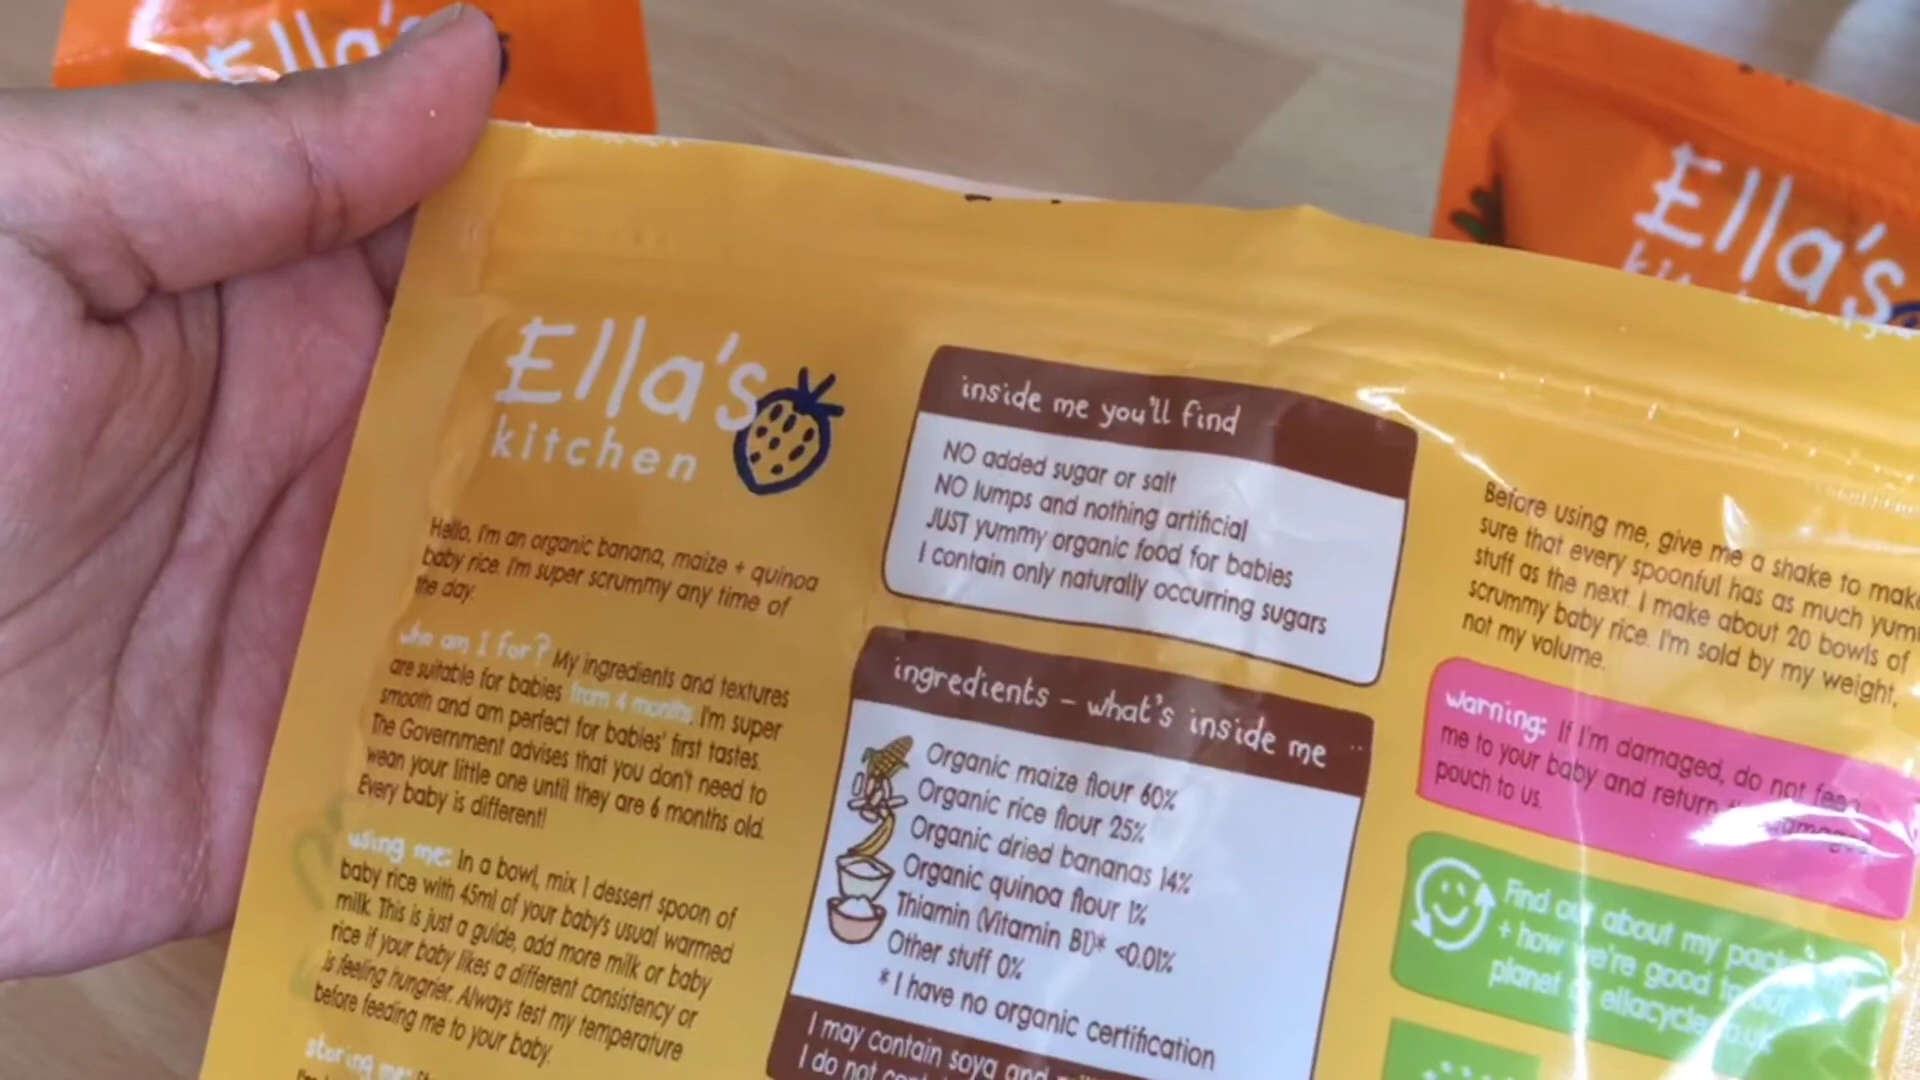 Ella's
Ella's
Ella's
kitchen
Hello, I'm an organic banana, maize + quinoa
baby rice. I'm super scrummy any time of
the day.
who am I for? My ingredients and textures
are suitable for babies from 4 months. I'm super
smooth and am perfect for babies' first tastes.
The Government advises that you don't need to
wean your little one until they are 6 months old.
Every baby is different!
using me: In a bowl, mix 1 dessert spoon of
baby rice with 45ml of your baby's usual warmed
milk. This is just a guide, add more milk or baby
rice if your baby likes a different consistency or
is feeling hungrier. Always test my temperature
before feeding me to your baby.
storing me:
inside me you'll find
NO added sugar or salt
NO lumps and nothing artificial
JUST yummy organic food for babies
I contain only naturally occurring sugars
ingredients – what's inside me
Organic maize flour 60%
Organic rice flour 25%
Organic dried bananas 14%
Organic quinoa flour 1%
Thiamin (Vitamin B1)* <0.01%
Other stuff 0%
* I have no organic certification
I may contain soya and
I do not
Before using me, give me a shake to make
sure that every spoonful has as much yum
stuff as the next. I make about 20 bowls of
scrummy baby rice. I'm sold by my weight,
not my volume.
warning: If I'm damaged, do not feed
me to your baby and return damaged
pouch to us.
Find out about my
+ how we're good
planet